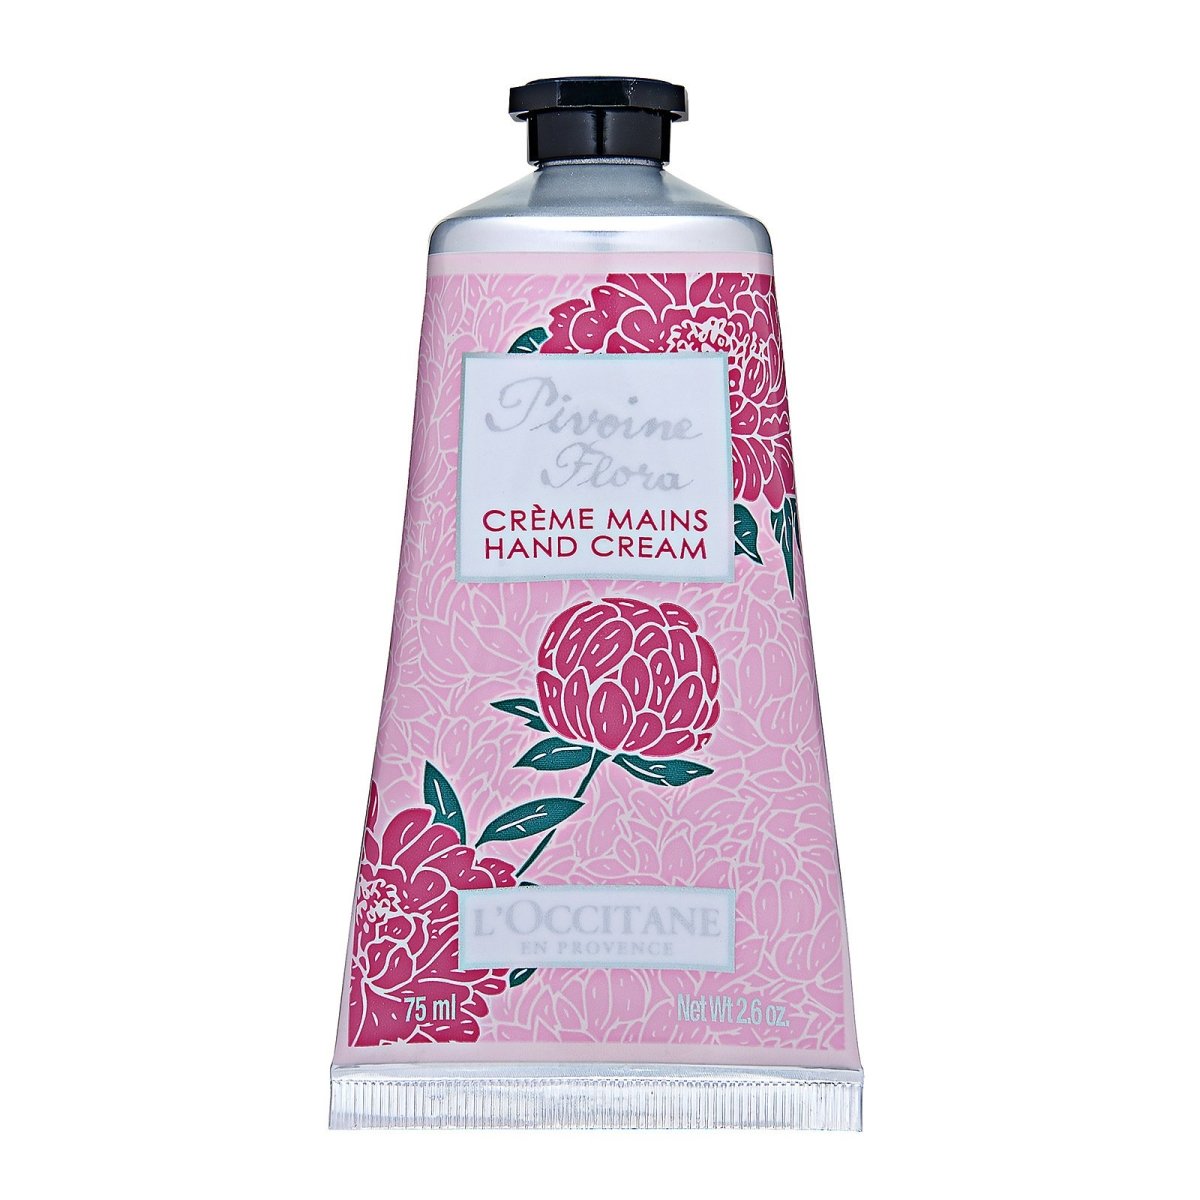 Pivoine
Flora
CRÈME MAINS
HAND CREAM
L'OCCITANE
EN PROVENCE
75 ml
Net Wt 2.6 oz.